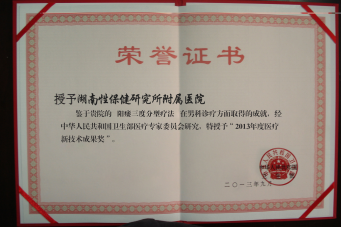 荣誉证书
授予湖南性保健研究所附属医院
鉴于贵院的“阳痿三度分型疗法”在男科诊疗方面取得的成就，经
中华人民共和国卫生部医疗专家委员会研究，特授予“2013年度医疗
新技术成果奖”。
二〇一三年九月